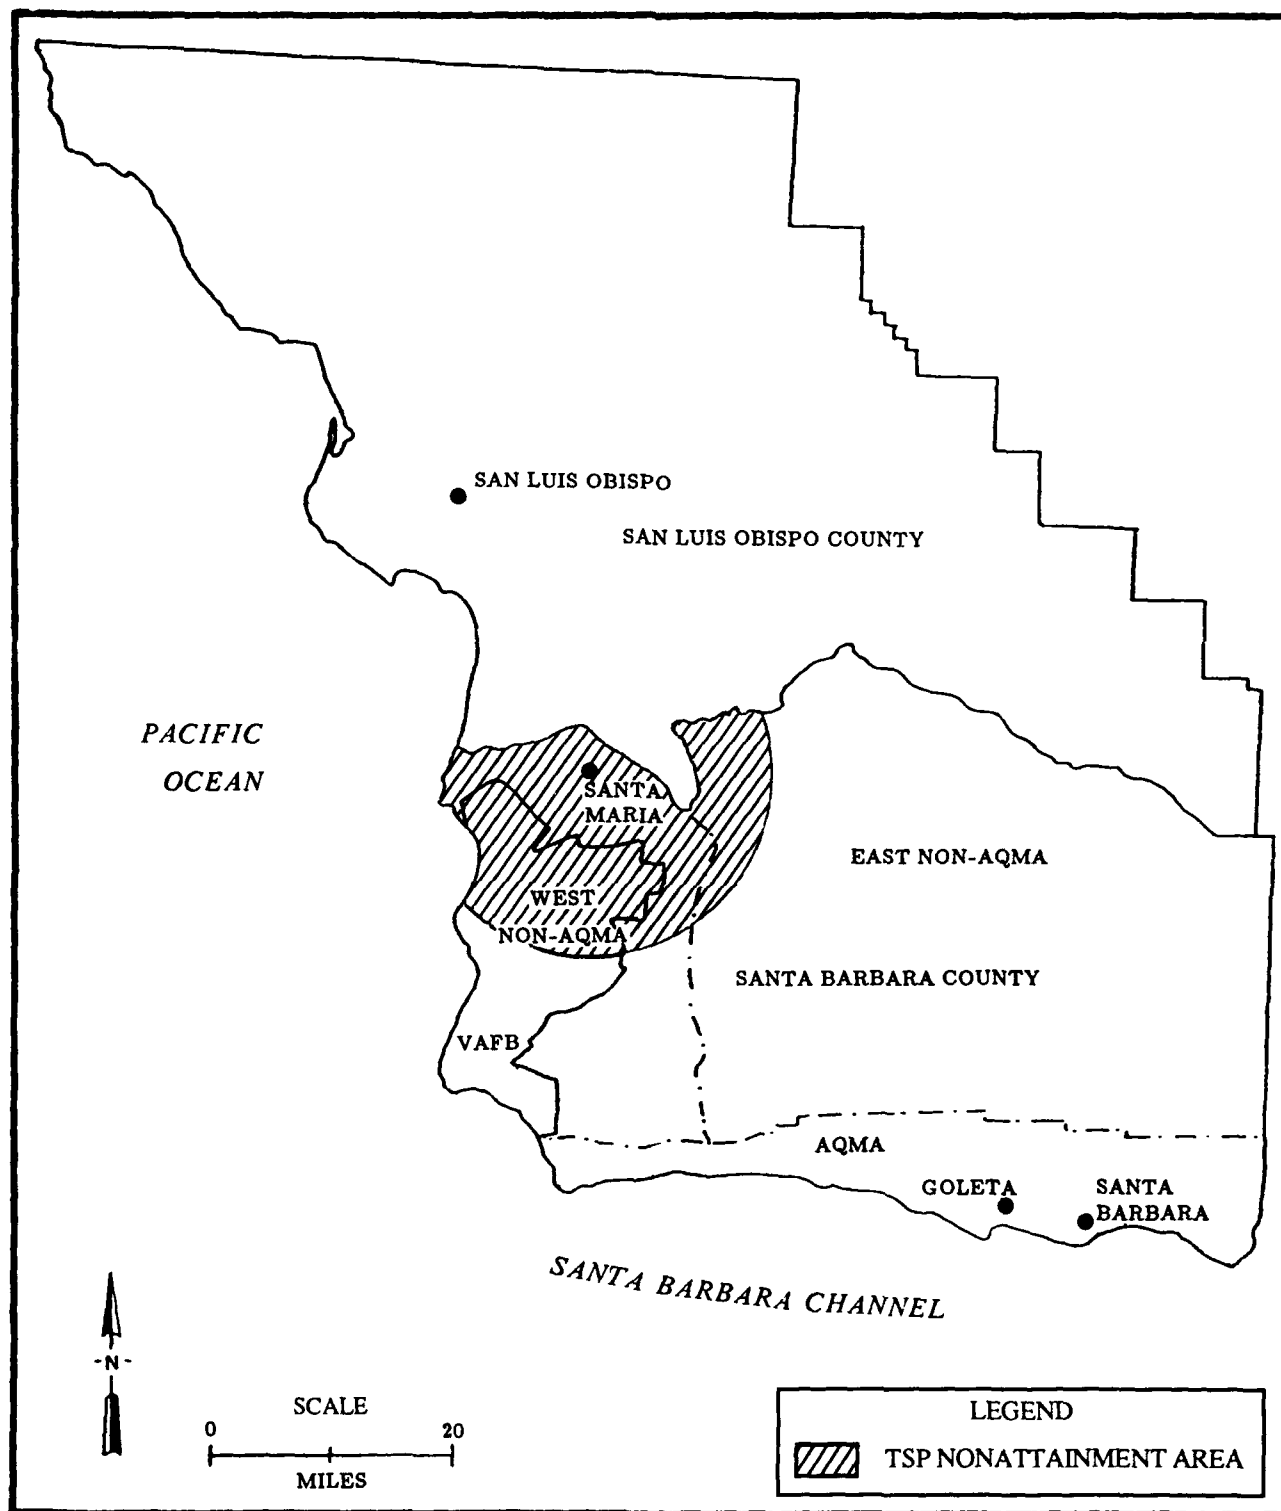 SAN LUIS OBISPO
SAN LUIS OBISPO COUNTY
PACIFIC
OCEAN
SANTA
MARIA
EAST NON-AQMA
WEST
NON-AQMA
SANTA BARBARA COUNTY
VAFB
AQMA
GOLETA
SANTA
BARBARA
SANTA BARBARA CHANNEL
-N-
SCALE
0 20
MILES
LEGEND
TSP NONATTAINMENT AREA